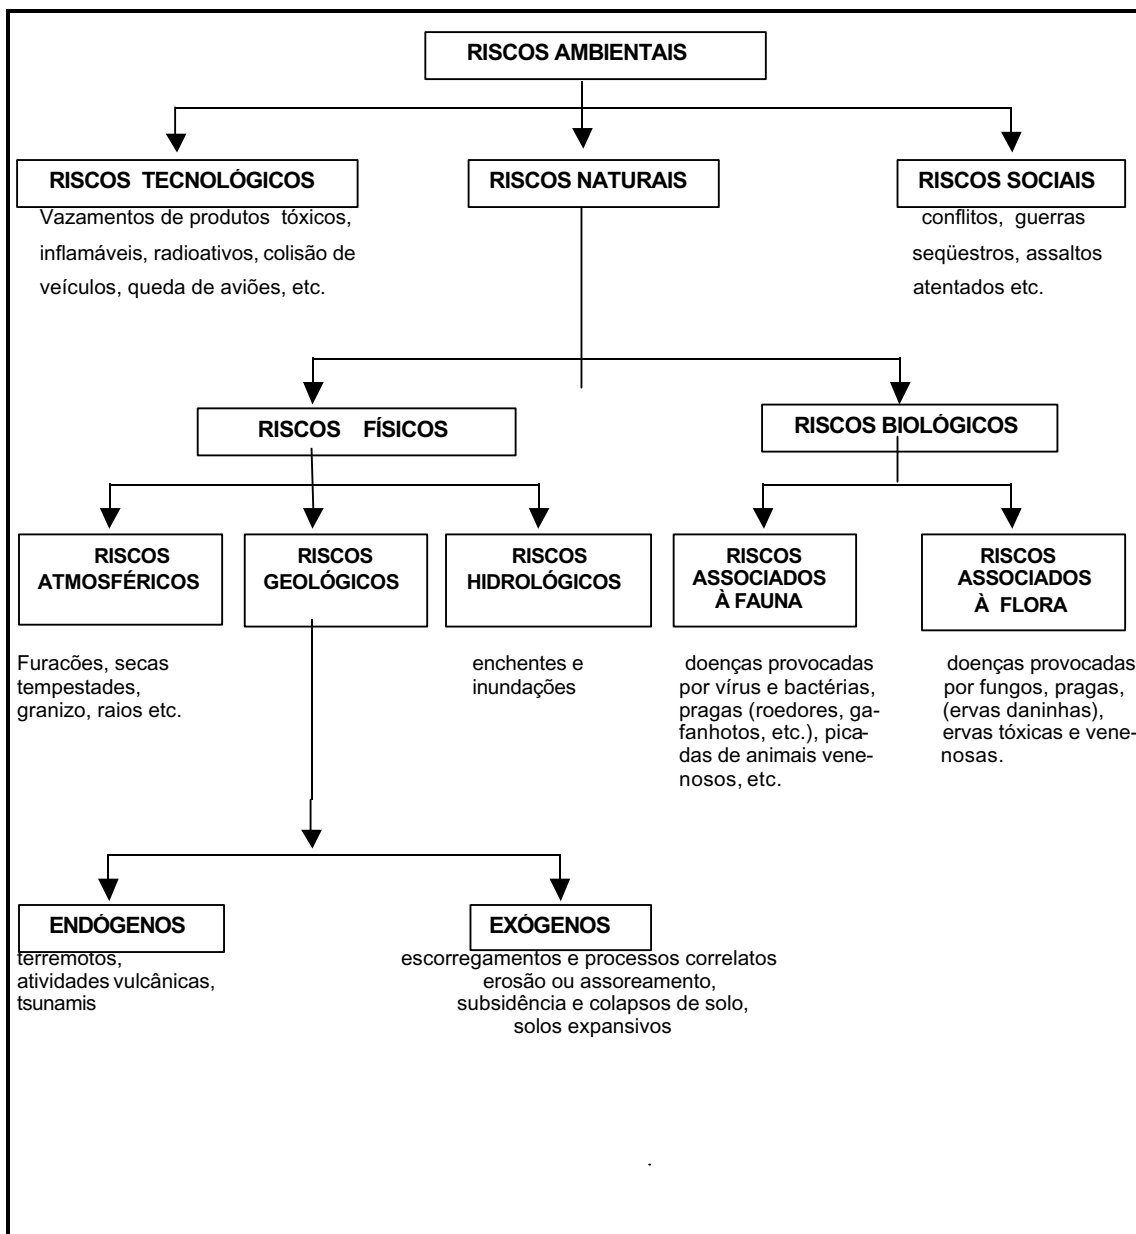 RISCOS AMBIENTAIS
RISCOS TECNOLÓGICOS
Vazamentos de produtos tóxicos,
inflamáveis, radioativos, colisão de
veículos, queda de aviões, etc.
RISCOS NATURAIS
RISCOS SOCIAIS
conflitos, guerras
seqüestros, assaltos
atentados etc.
RISCOS FÍSICOS
RISCOS BIOLÓGICOS
RISCOS
ATMOSFÉRICOS
Furacões, secas
tempestades,
granizo, raios etc.
RISCOS
GEOLÓGICOS
RISCOS
HIDROLÓGICOS
enchentes e
inundações
RISCOS
ASSOCIADOS
À FAUNA
doenças provocadas
por vírus e bactérias,
pragas (roedores, ga-
fanhotos, etc.), pica-
das de animais vene-
nosos, etc.
RISCOS
ASSOCIADOS
À FLORA
doenças provocadas
por fungos, pragas,
(ervas daninhas),
ervas tóxicas e vene-
nosas.
ENDÓGENOS
terremotos,
atividades vulcânicas,
tsunamis
EXÓGENOS
escorregamentos e processos correlatos
erosão ou assoreamento,
subsidência e colapsos de solo,
solos expansivos
.